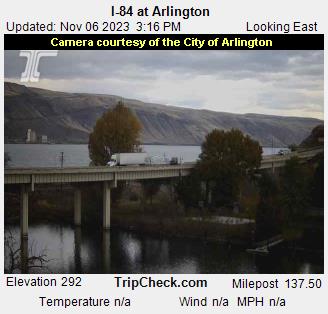 I-84 at Arlington
Updated: Nov 06 2023 3:16 PM Looking East
Camera courtesy of the City of Arlington
Elevation 292 TripCheck.com Milepost 137.50
Temperature n/a Wind n/a MPH n/a